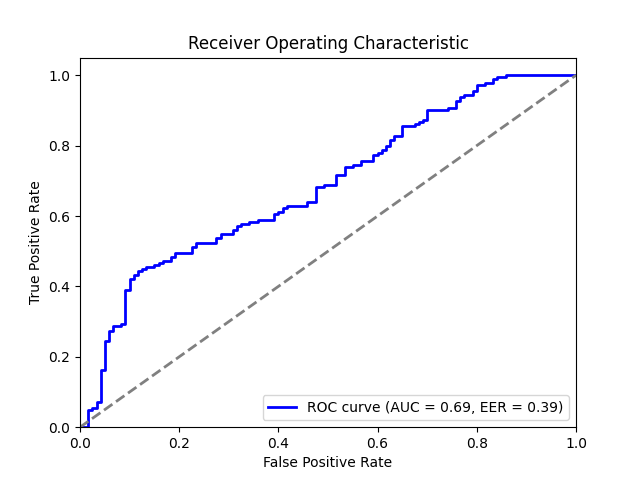 Receiver Operating Characteristic
1.0
0.8
0.6
0.4
0.2
0.0
True Positive Rate
ROC curve (AUC = 0.69, EER = 0.39)
0.0 0.2 0.4 0.6 0.8 1.0
False Positive Rate